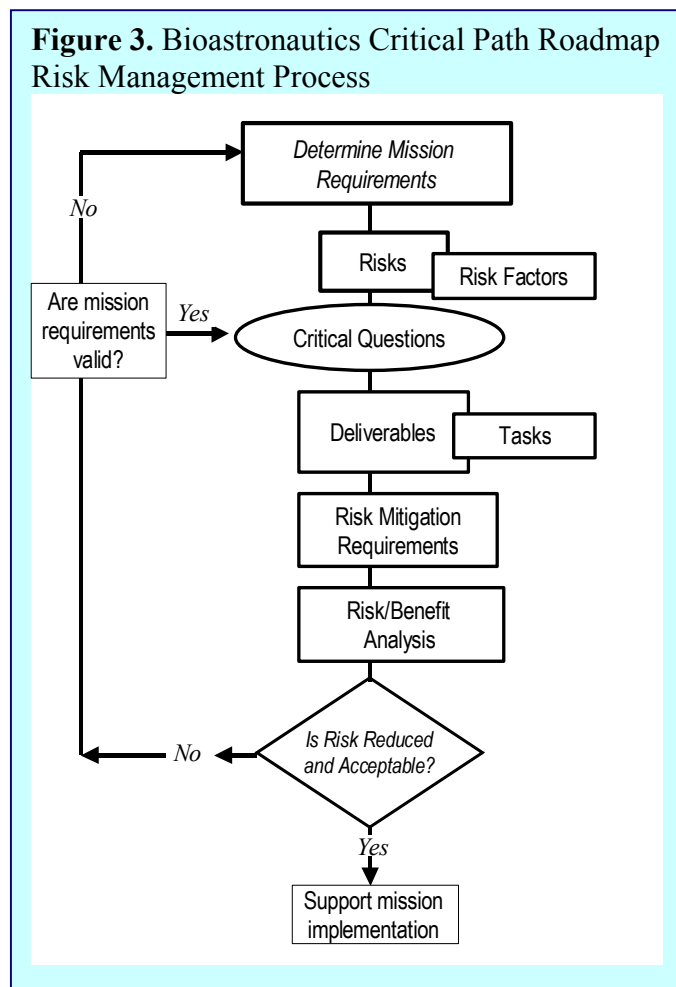 Figure 3. Bioastronautics Critical Path Roadmap
Risk Management Process
Determine Mission
Requirements
No
Risks
Risk Factors
Are mission
requirements
valid?
Yes
Critical Questions
Deliverables
Tasks
Risk Mitigation
Requirements
Risk/Benefit
Analysis
Is Risk Reduced
and Acceptable?
No
Yes
Support mission
implementation